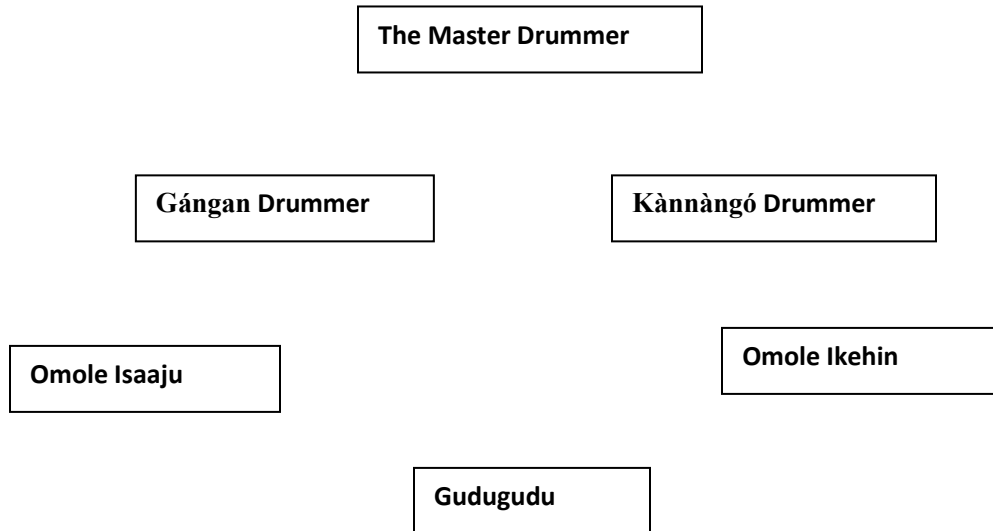 The Master Drummer
Gángan Drummer
Kànnàngó Drummer
Omole Isaaju
Omole Ikehin
Gudugudu